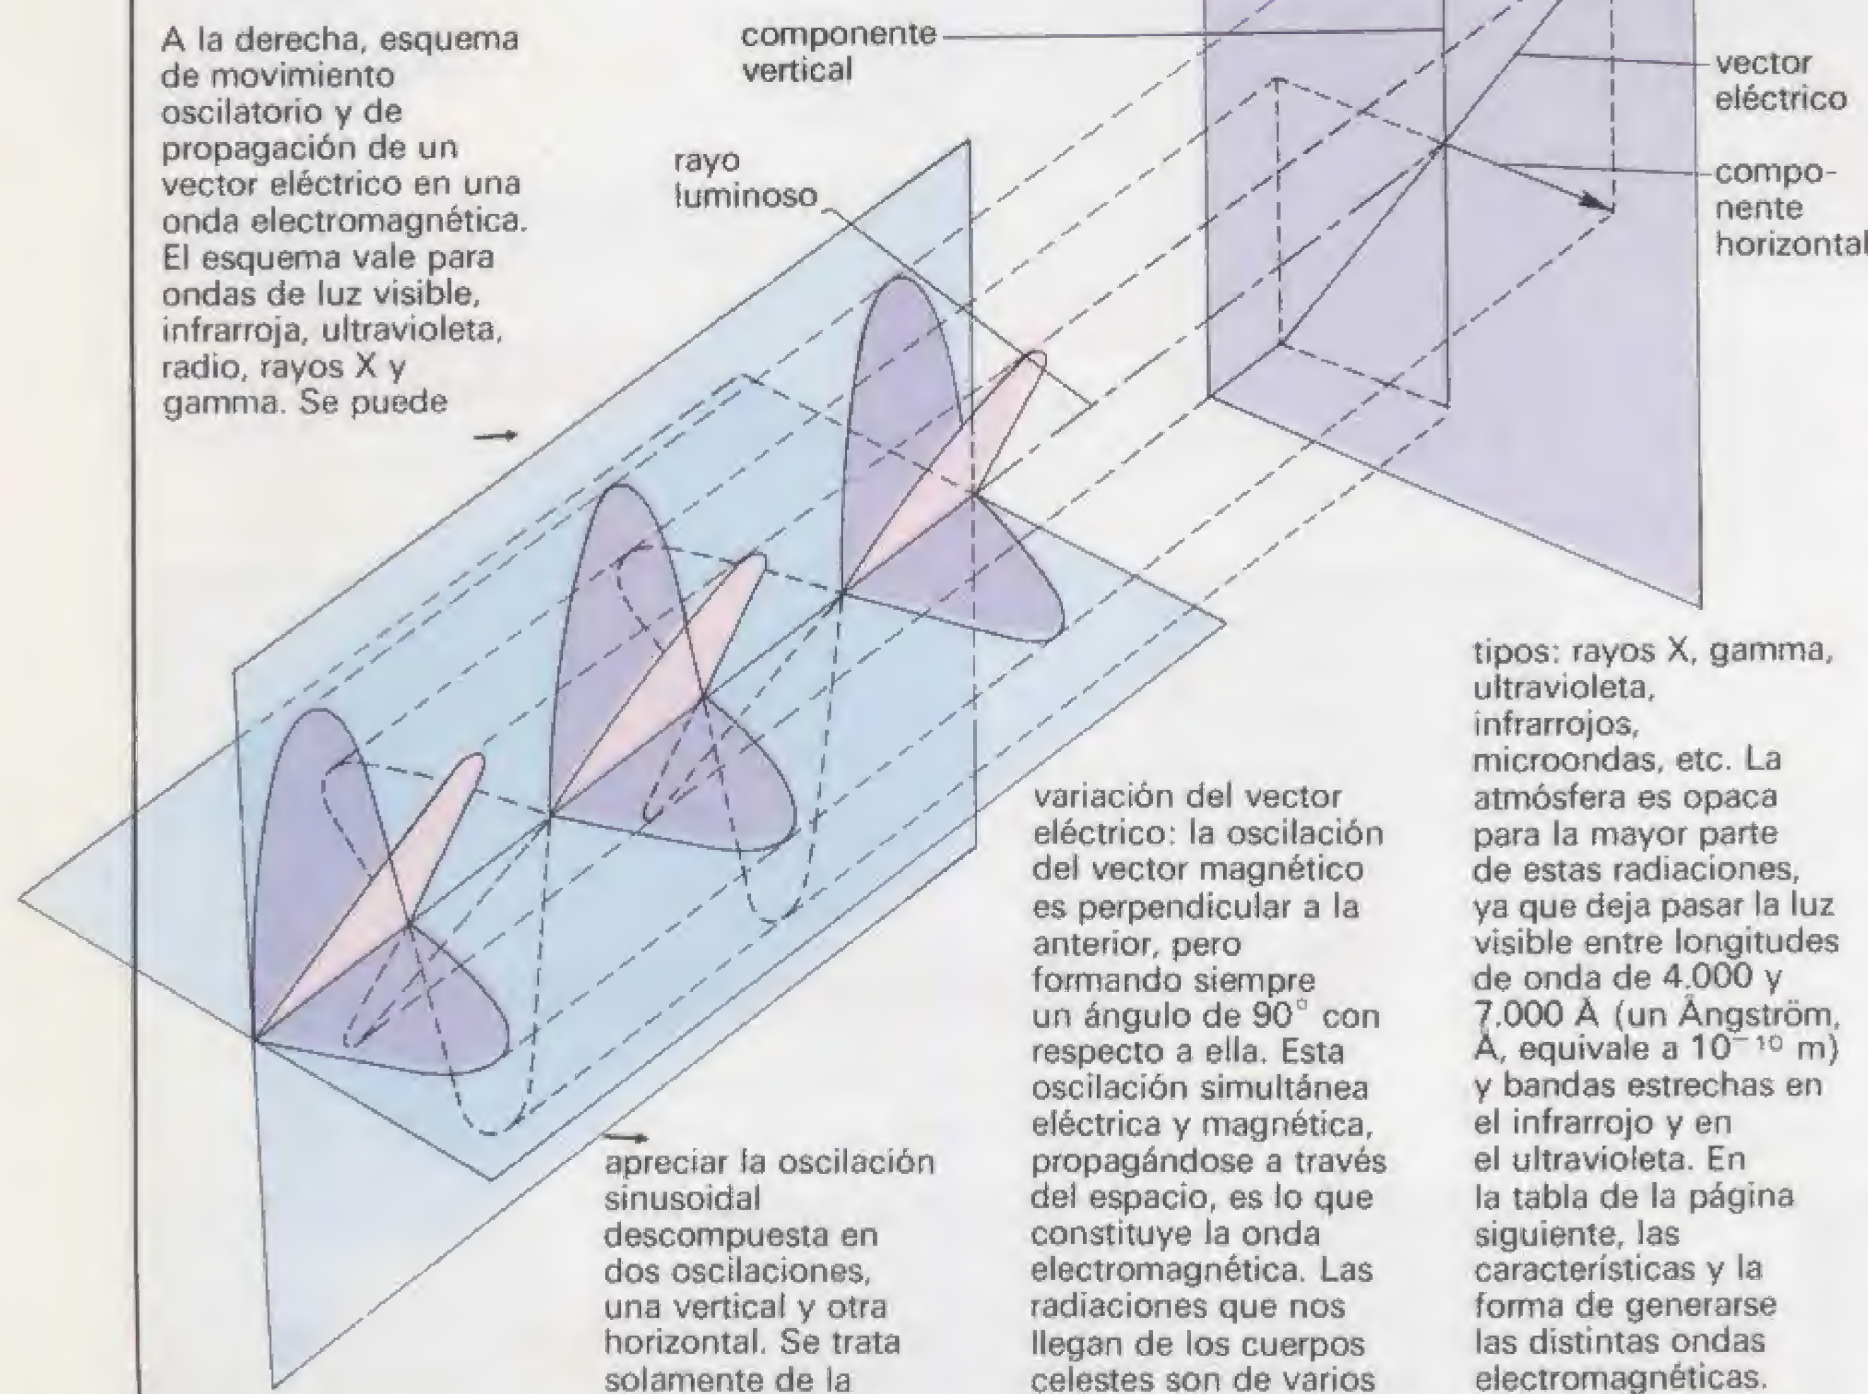 A la derecha, esquema
de movimiento
oscilatorio y de
propagación de un
vector eléctrico en una
onda electromagnética.
El esquema vale para
ondas de luz visible,
infrarroja, ultravioleta,
radio, rayos X y
gamma. Se puede
componente
vertical
rayo
luminoso
vector
eléctrico
compo-
nente
horizontal
apreciar la oscilación
sinusoidal
descompuesta en
dos oscilaciones,
una vertical y otra
horizontal. Se trata
solamente de la
variación del vector
eléctrico: la oscilación
del vector magnético
es perpendicular a la
anterior, pero
formando siempre
un ángulo de 90° con
respecto a ella. Esta
oscilación simultánea
eléctrica y magnética,
propagándose a través
del espacio, es lo que
constituye la onda
electromagnética. Las
radiaciones que nos
llegan de los cuerpos
celestes son de varios
tipos: rayos X, gamma,
ultravioleta,
infrarrojos,
microondas, etc. La
atmósfera es opaca
para la mayor parte
de estas radiaciones,
ya que deja pasar la luz
visible entre longitudes
de onda de 4.000 y
7.000 Å (un Ångström,
Å, equivale a 10⁻¹⁰ m)
y bandas estrechas en
el infrarrojo y en
el ultravioleta. En
la tabla de la página
siguiente, las
características y la
forma de generarse
las distintas ondas
electromagnéticas.